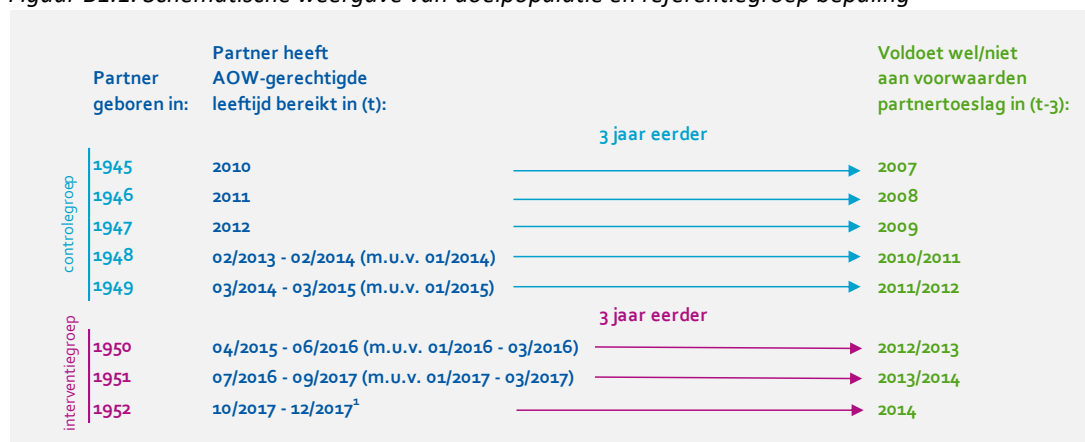 Partner heeft
Voldoet wel/niet
Partner
AOW-gerechtigde
aan voorwaarden
geboren in:
leeftijd bereikt in (t):
partnertoeslag in (t-3):
3 jaar eerder
controlegroep
1945 2010 2007
1946 2011 2008
1947 2012 2009
1948 02/2013 - 02/2014 (m.u.v. 01/2014) 2010/2011
1949 03/2014 - 03/2015 (m.u.v. 01/2015) 2011/2012
3 jaar eerder
interventiegroep
1950 04/2015 - 06/2016 (m.u.v. 01/2016 - 03/2016) 2012/2013
1951 07/2016 - 09/2017 (m.u.v. 01/2017 - 03/2017) 2013/2014
1952 10/2017 - 12/2017¹ 2014